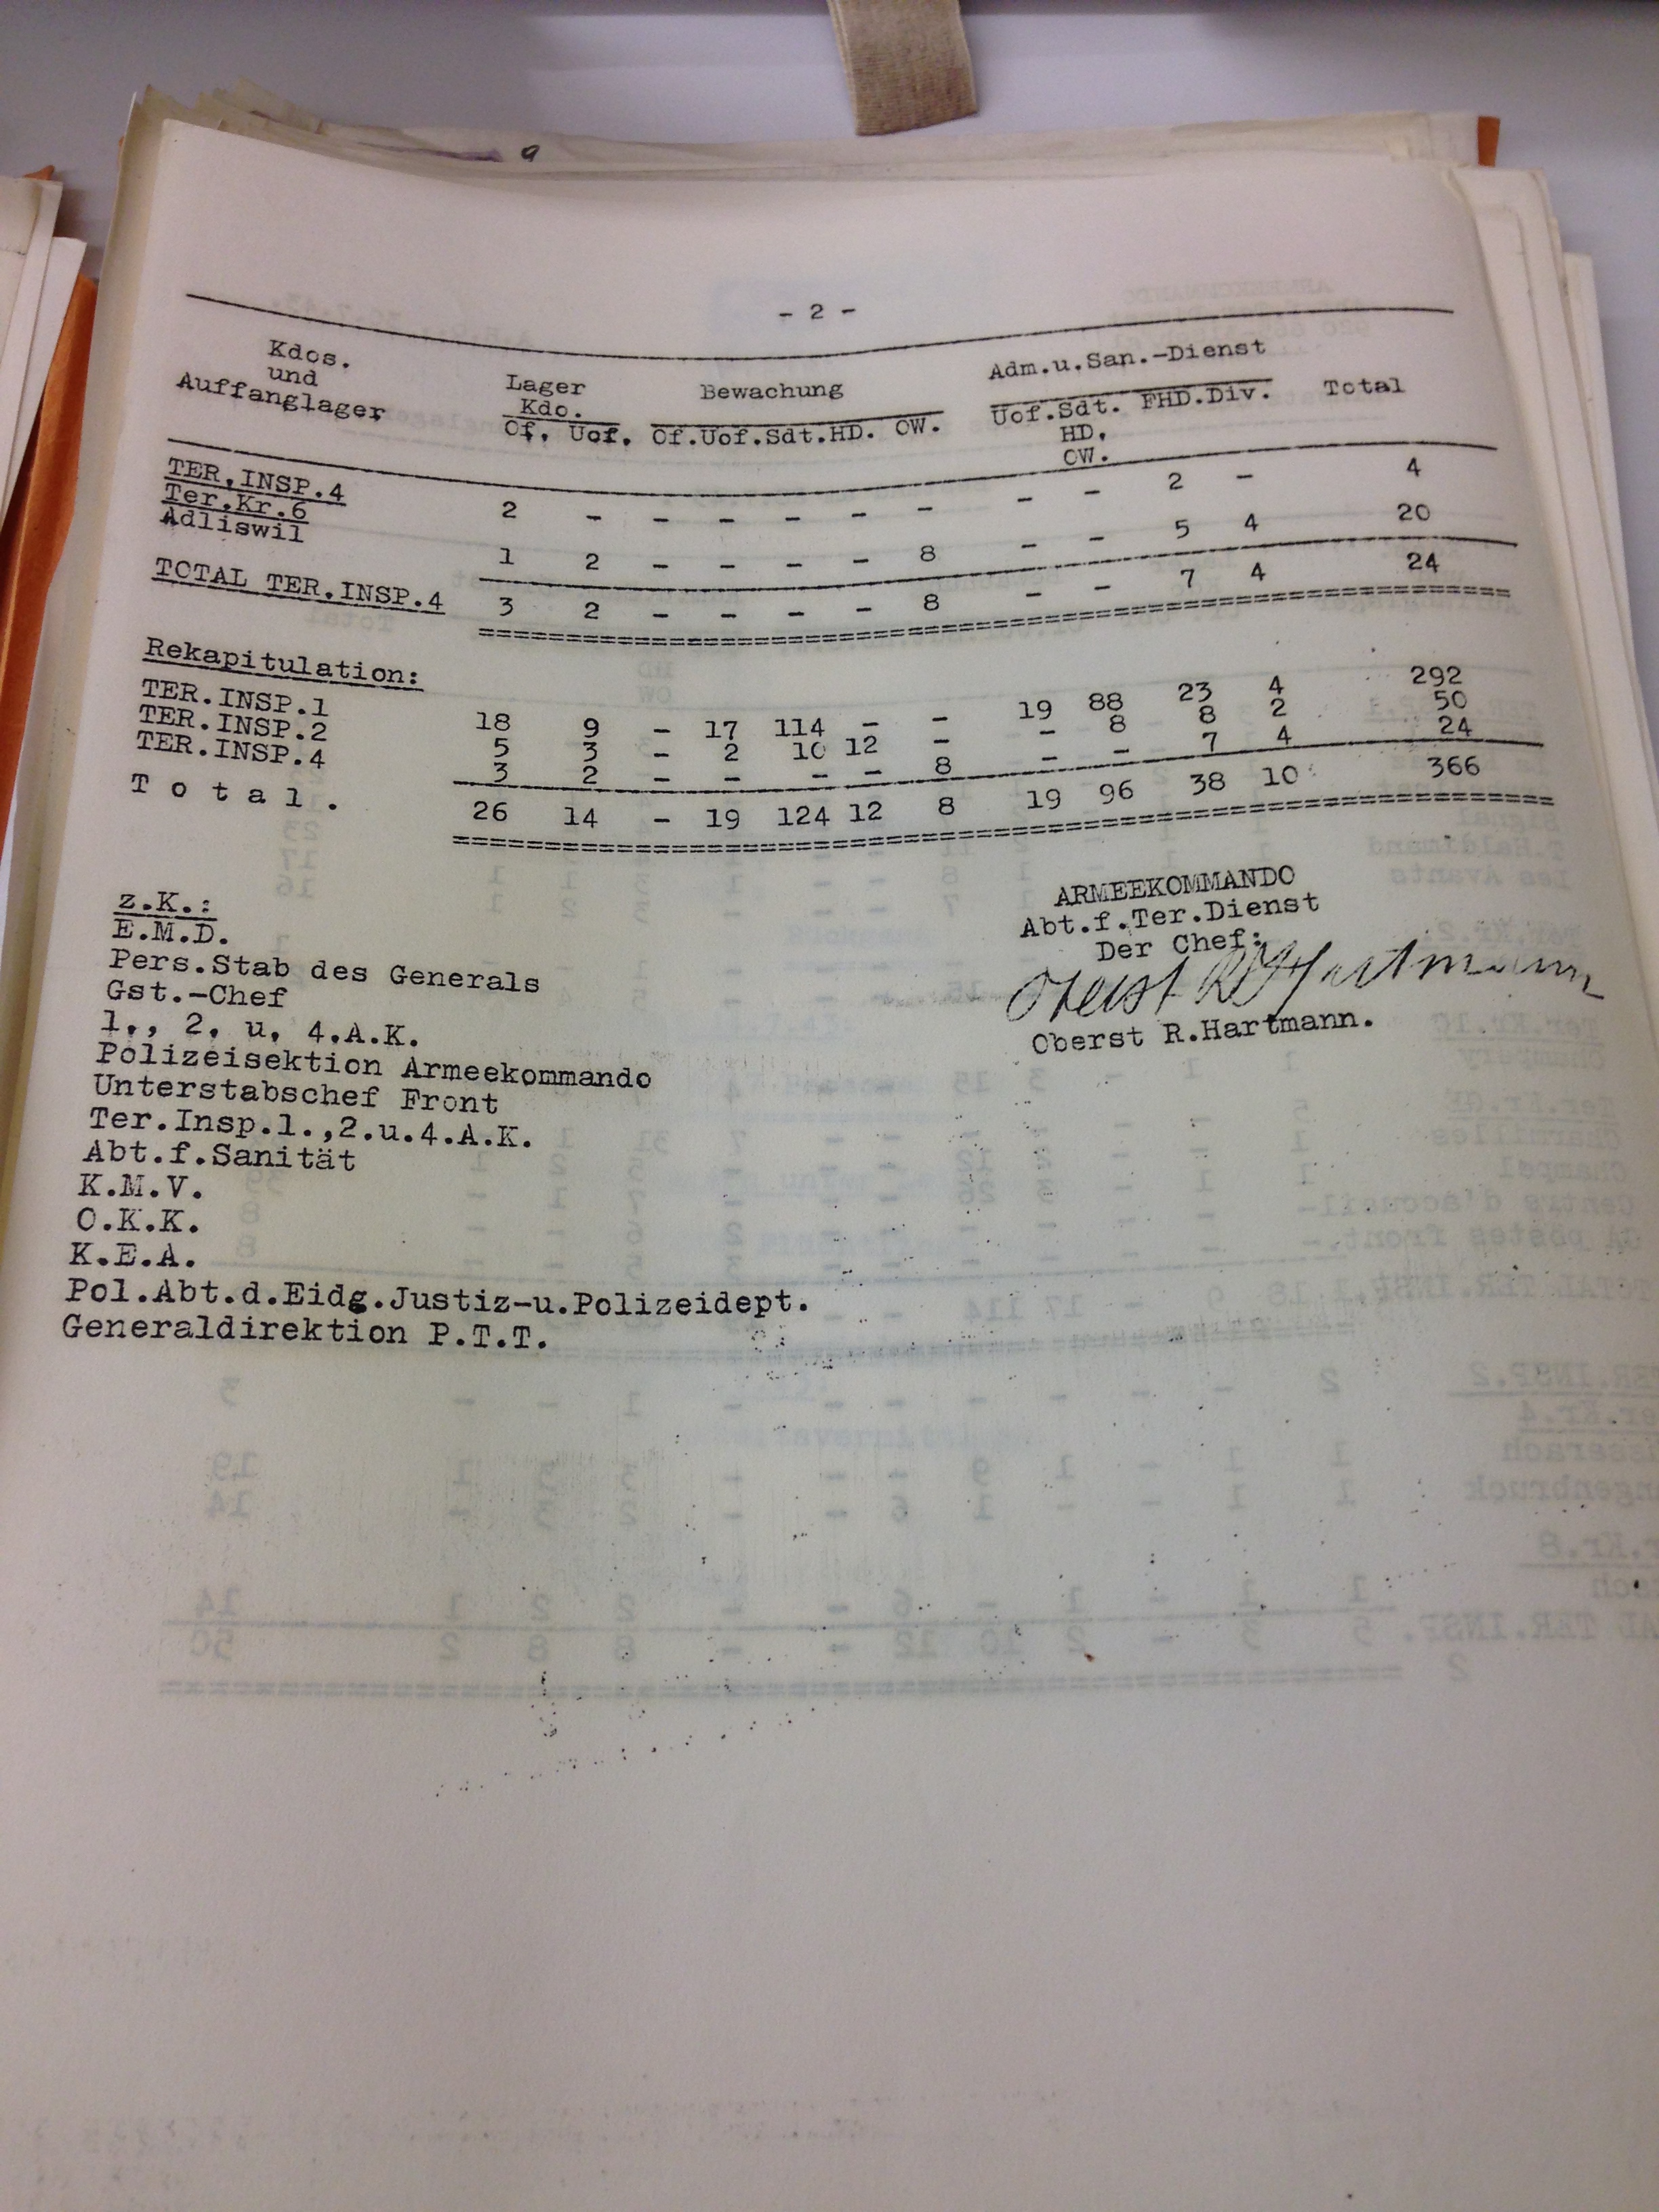 - 2 -
Kdos.
und
Auffanglager
Lager
Kdo.
Of. Uof.
Bewachung
Of.Uof.Sdt.HD. OW.
Adm.u.San.-Dienst
Uof.Sdt. FHD.Div.
HD.
OW.
Total
TER.INSP.4
Ter.Kr.6 2 - - - - - - - - 2 - 4
Adliswil 1 2 - - - - 8 - - 5 4 20
TOTAL TER.INSP.4 3 2 - - - - 8 - - 7 4 24
Rekapitulation:
TER.INSP.1 18 9 - 17 114 - - 19 88 23 4 292
TER.INSP.2 5 3 - 2 10 12 - - 8 8 2 50
TER.INSP.4 3 2 - - - - 8 - - 7 4 24
T o t a l . 26 14 - 19 124 12 8 19 96 38 10 366
z.K.:
E.M.D.
Pers.Stab des Generals
Gst.-Chef
1., 2. u. 4.A.K.
Polizeisektion Armeekommando
Unterstabschef Front
Ter.Insp.1.,2.u.4.A.K.
Abt.f.Sanität
K.M.V.
O.K.K.
K.E.A.
Pol.Abt.d.Eidg.Justiz-u.Polizeidept.
Generaldirektion P.T.T.
ARMEEKOMMANDO
Abt.f.Ter.Dienst
Der Chef:
Oberst R Hartmann
Oberst R.Hartmann.